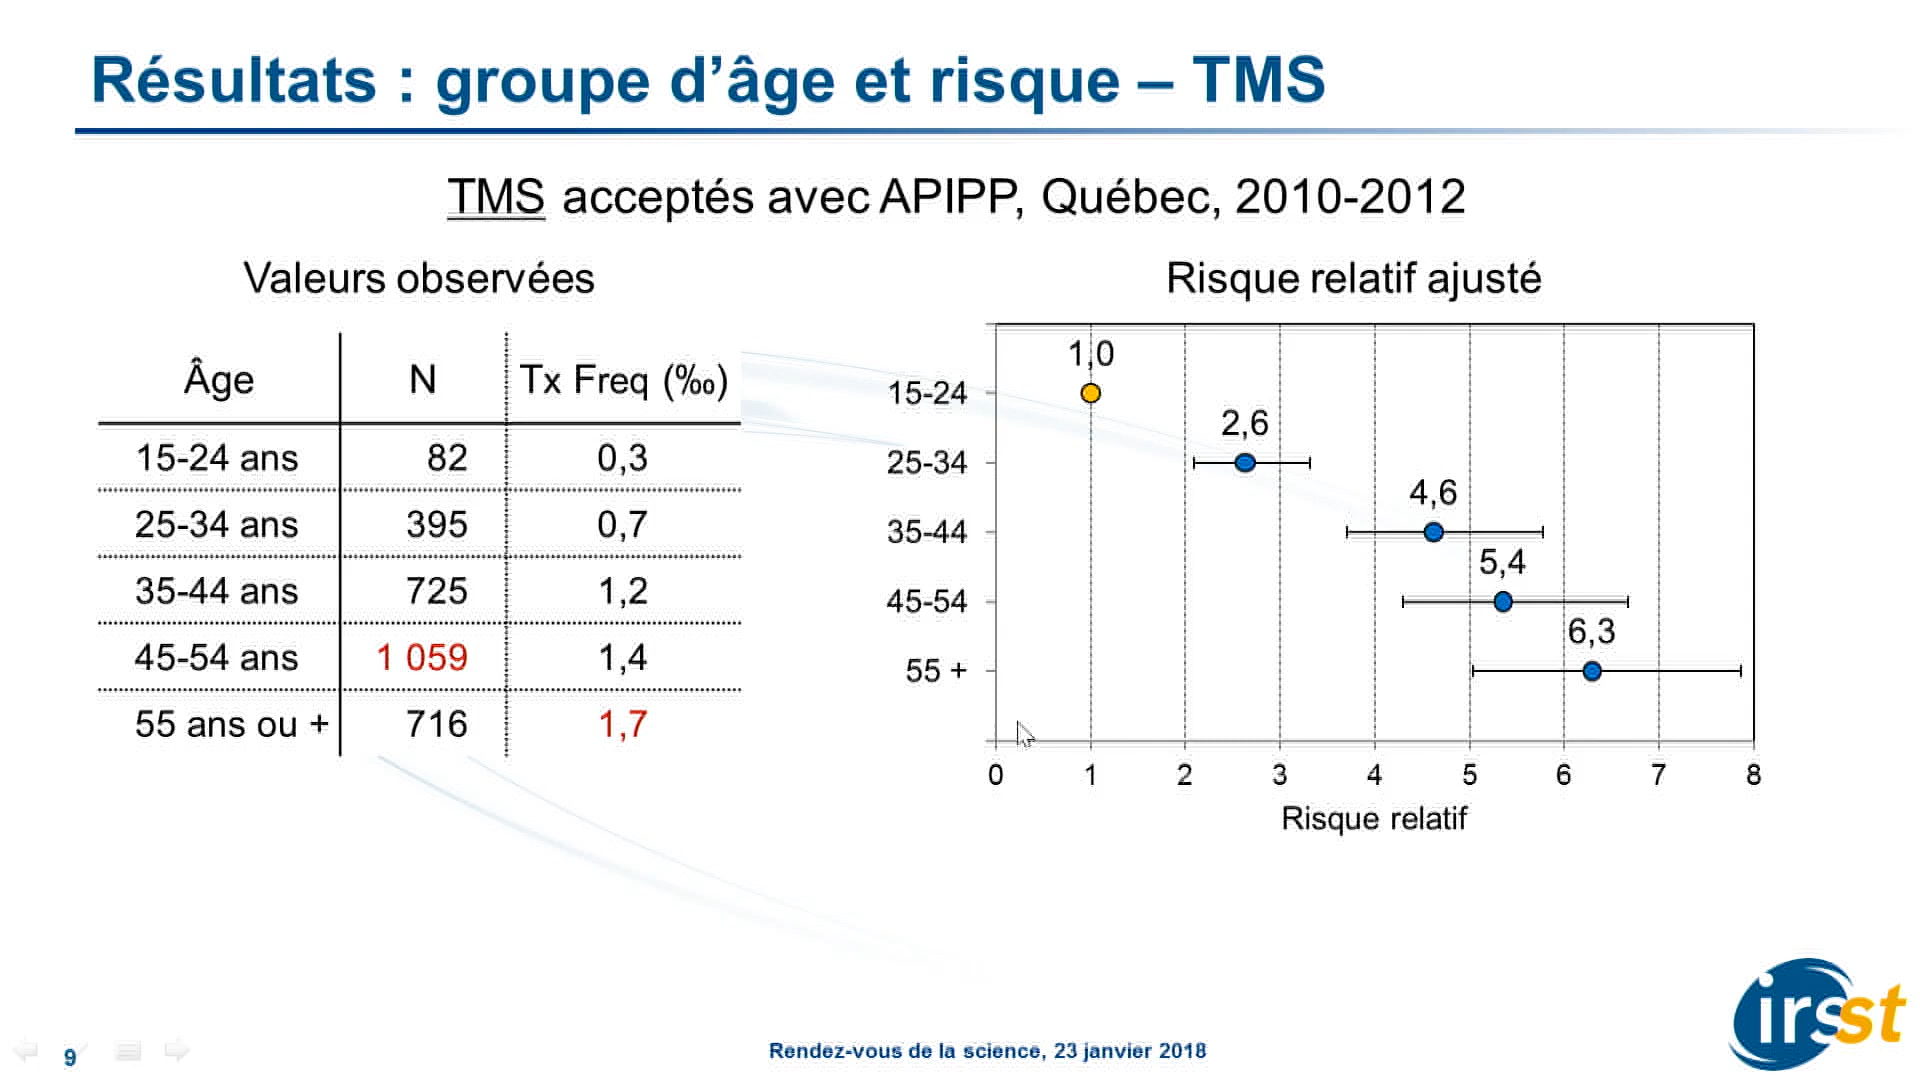 Résultats : groupe d’âge et risque – TMS
TMS acceptés avec APIPP, Québec, 2010-2012
Valeurs observées
Âge N Tx Freq (‰)
15-24 ans 82 0,3
25-34 ans 395 0,7
35-44 ans 725 1,2
45-54 ans 1 059 1,4
55 ans ou + 716 1,7
Risque relatif ajusté
1,0
15-24
2,6
25-34
4,6
35-44
5,4
45-54
6,3
55 +
0 1 2 3 4 5 6 7 8
Risque relatif
9
Rendez-vous de la science, 23 janvier 2018
irsst